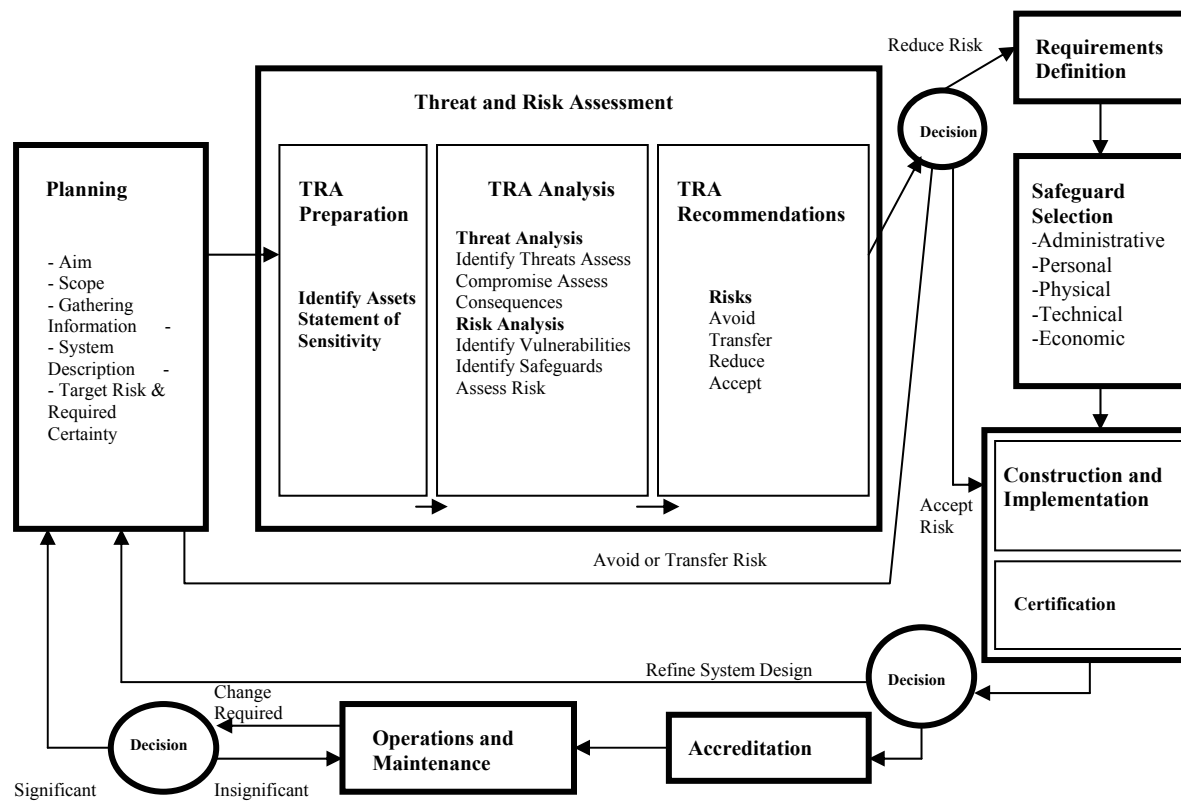 Reduce Risk
Requirements
Definition
Threat and Risk Assessment
Decision
Planning
- Aim
- Scope
- Gathering
Information -
- System
Description -
- Target Risk &
Required
Certainty
TRA
Preparation
Identify Assets
Statement of
Sensitivity
TRA Analysis
Threat Analysis
Identify Threats Assess
Compromise Assess
Consequences
Risk Analysis
Identify Vulnerabilities
Identify Safeguards
Assess Risk
TRA
Recommendations
Risks
Avoid
Transfer
Reduce
Accept
Safeguard
Selection
-Administrative
-Personal
-Physical
-Technical
-Economic
Accept
Risk
Construction and
Implementation
Certification
Avoid or Transfer Risk
Refine System Design
Decision
Change
Required
Decision
Operations and
Maintenance
Accreditation
Significant
Insignificant